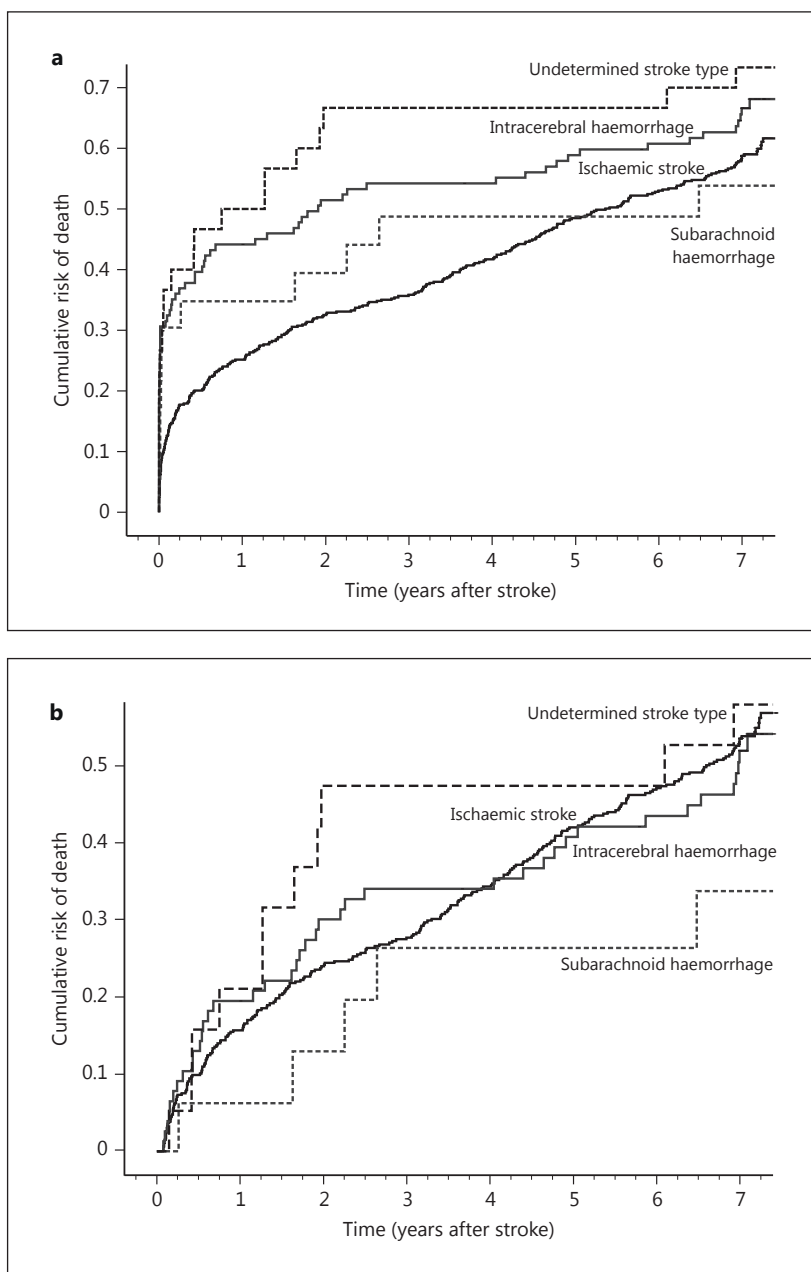 a
0.7
Undetermined stroke type
Intracerebral haemorrhage
0.6
Ischaemic stroke
0.5
Subarachnoid
haemorrhage
0.4
0.3
0.2
0.1
0
Cumulative risk of death
0 1 2 3 4 5 6 7
Time (years after stroke)
b
Undetermined stroke type
0.5
Ischaemic stroke
0.4
Intracerebral haemorrhage
0.3
Subarachnoid haemorrhage
0.2
0.1
0
Cumulative risk of death
0 1 2 3 4 5 6 7
Time (years after stroke)